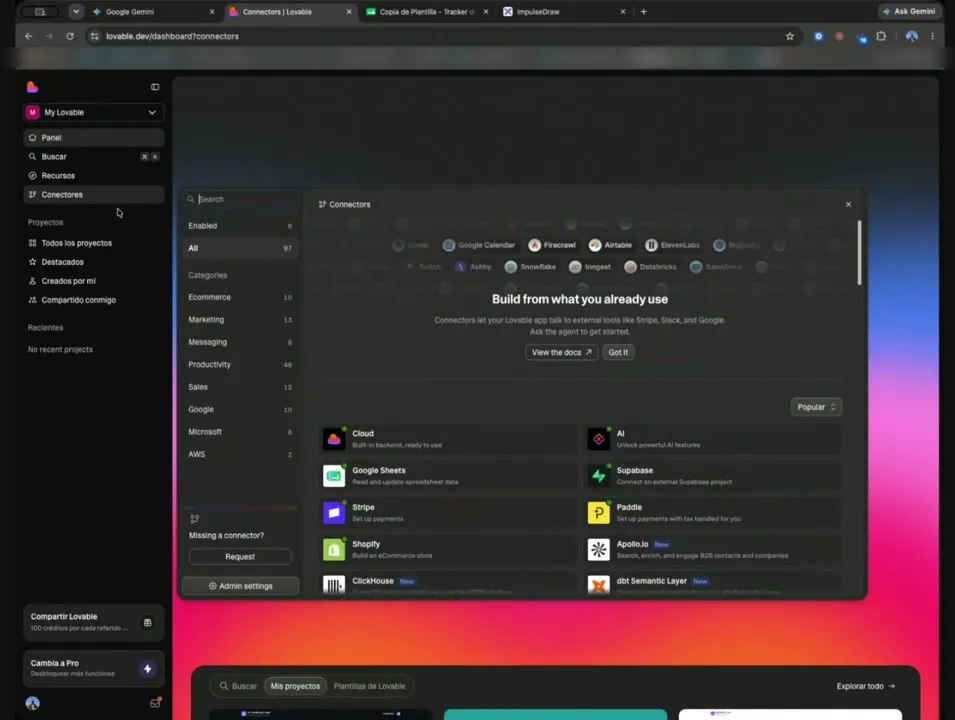 Google Gemini
Connectors | Lovable
Copia de Plantilla – Tracker d
ImpulseDraw
Ask Gemini
lovable.dev/dashboard?connectors
My Lovable
Panel
Buscar
Recursos
Conectores
Proyectos
Todos los proyectos
Destacados
Creados por mí
Compartido conmigo
Recientes
No recent projects
Compartir Lovable
100 créditos por cada referido ...
Cambia a Pro
Desbloquear más funciones
Search
Enabled 8
All 97
Categories
Ecommerce 10
Marketing 13
Messaging 8
Productivity 46
Sales 12
Google 10
Microsoft 8
AWS 2
Missing a connector?
Request
Admin settings
Connectors
Linear Google Calendar Firecrawl Airtable ElevenLabs BigQuery
Twitch Ashby Snowflake Inngest Databricks Salesforce
Build from what you already use
Connectors let your Lovable app talk to external tools like Stripe, Slack, and Google.
Ask the agent to get started.
View the docs
Got it
Popular
Cloud
Built-in backend, ready to use
AI
Unlock powerful AI features
Google Sheets
Read and update spreadsheet data
Supabase
Connect an external Supabase project
Stripe
Set up payments
Paddle
Set up payments with tax handled for you
Shopify
Build an eCommerce store
Apollo.io New
Search, enrich, and engage B2B contacts and companies
ClickHouse New
dbt Semantic Layer New
Buscar
Mis proyectos
Plantillas de Lovable
Explorar todo